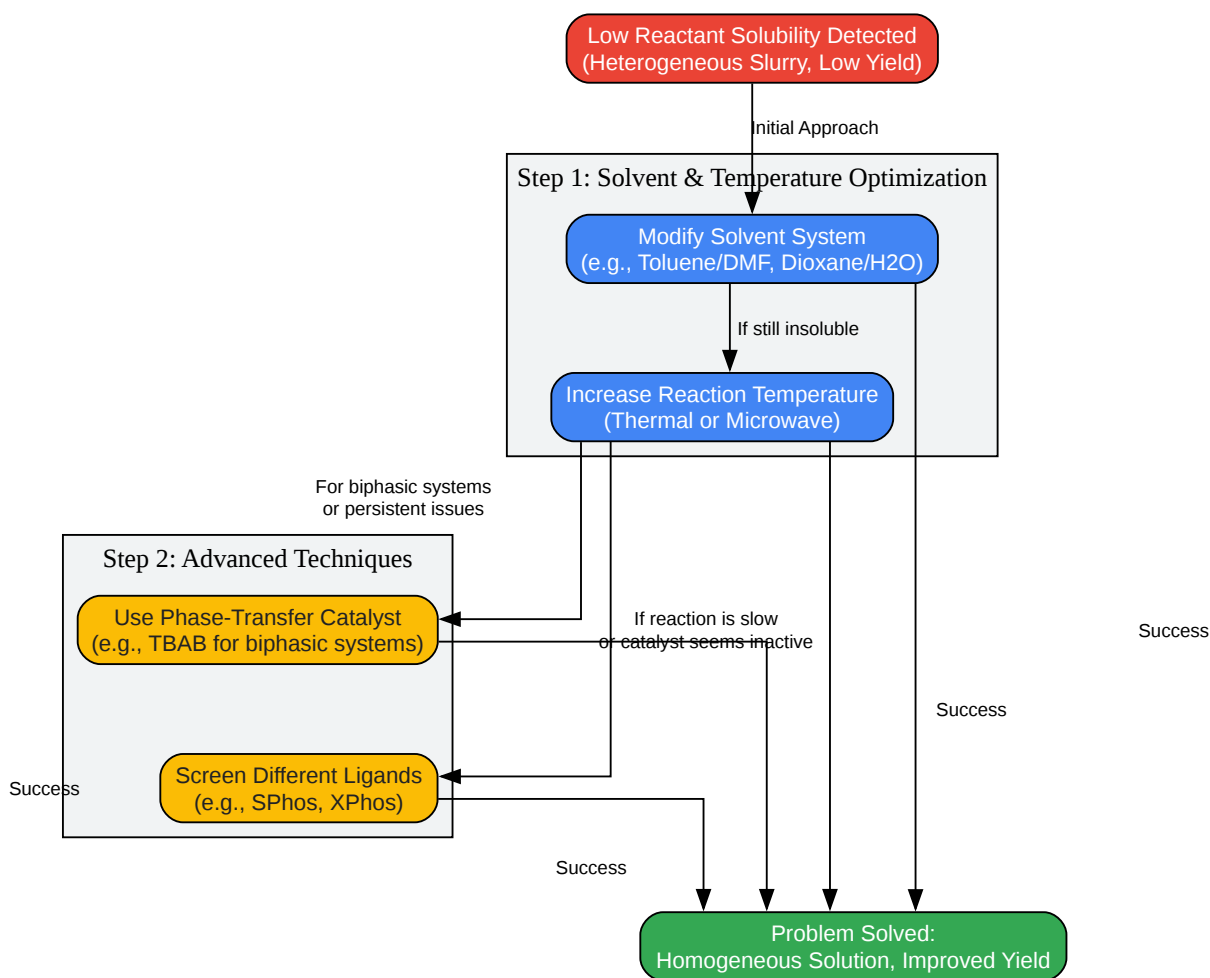 Low Reactant Solubility Detected
(Heterogeneous Slurry, Low Yield)
Initial Approach
Step 1: Solvent & Temperature Optimization
Modify Solvent System
(e.g., Toluene/DMF, Dioxane/H2O)
If still insoluble
Increase Reaction Temperature
(Thermal or Microwave)
For biphasic systems
or persistent issues
Step 2: Advanced Techniques
Use Phase-Transfer Catalyst
(e.g., TBAB for biphasic systems)
If reaction is slow
or catalyst seems inactive
Success
Success
Screen Different Ligands
(e.g., SPhos, XPhos)
Success
Success
Problem Solved:
Homogeneous Solution, Improved Yield